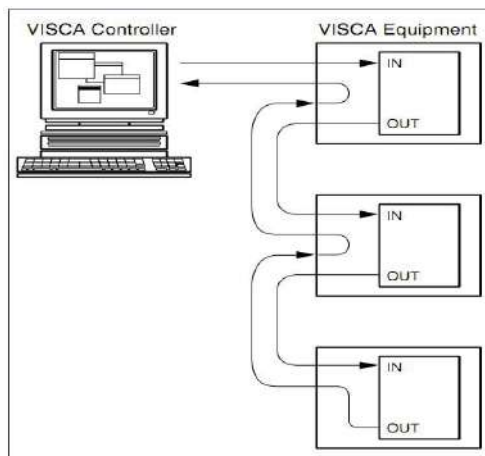 VISCA Controller
VISCA Equipment
IN
OUT
IN
OUT
IN
OUT